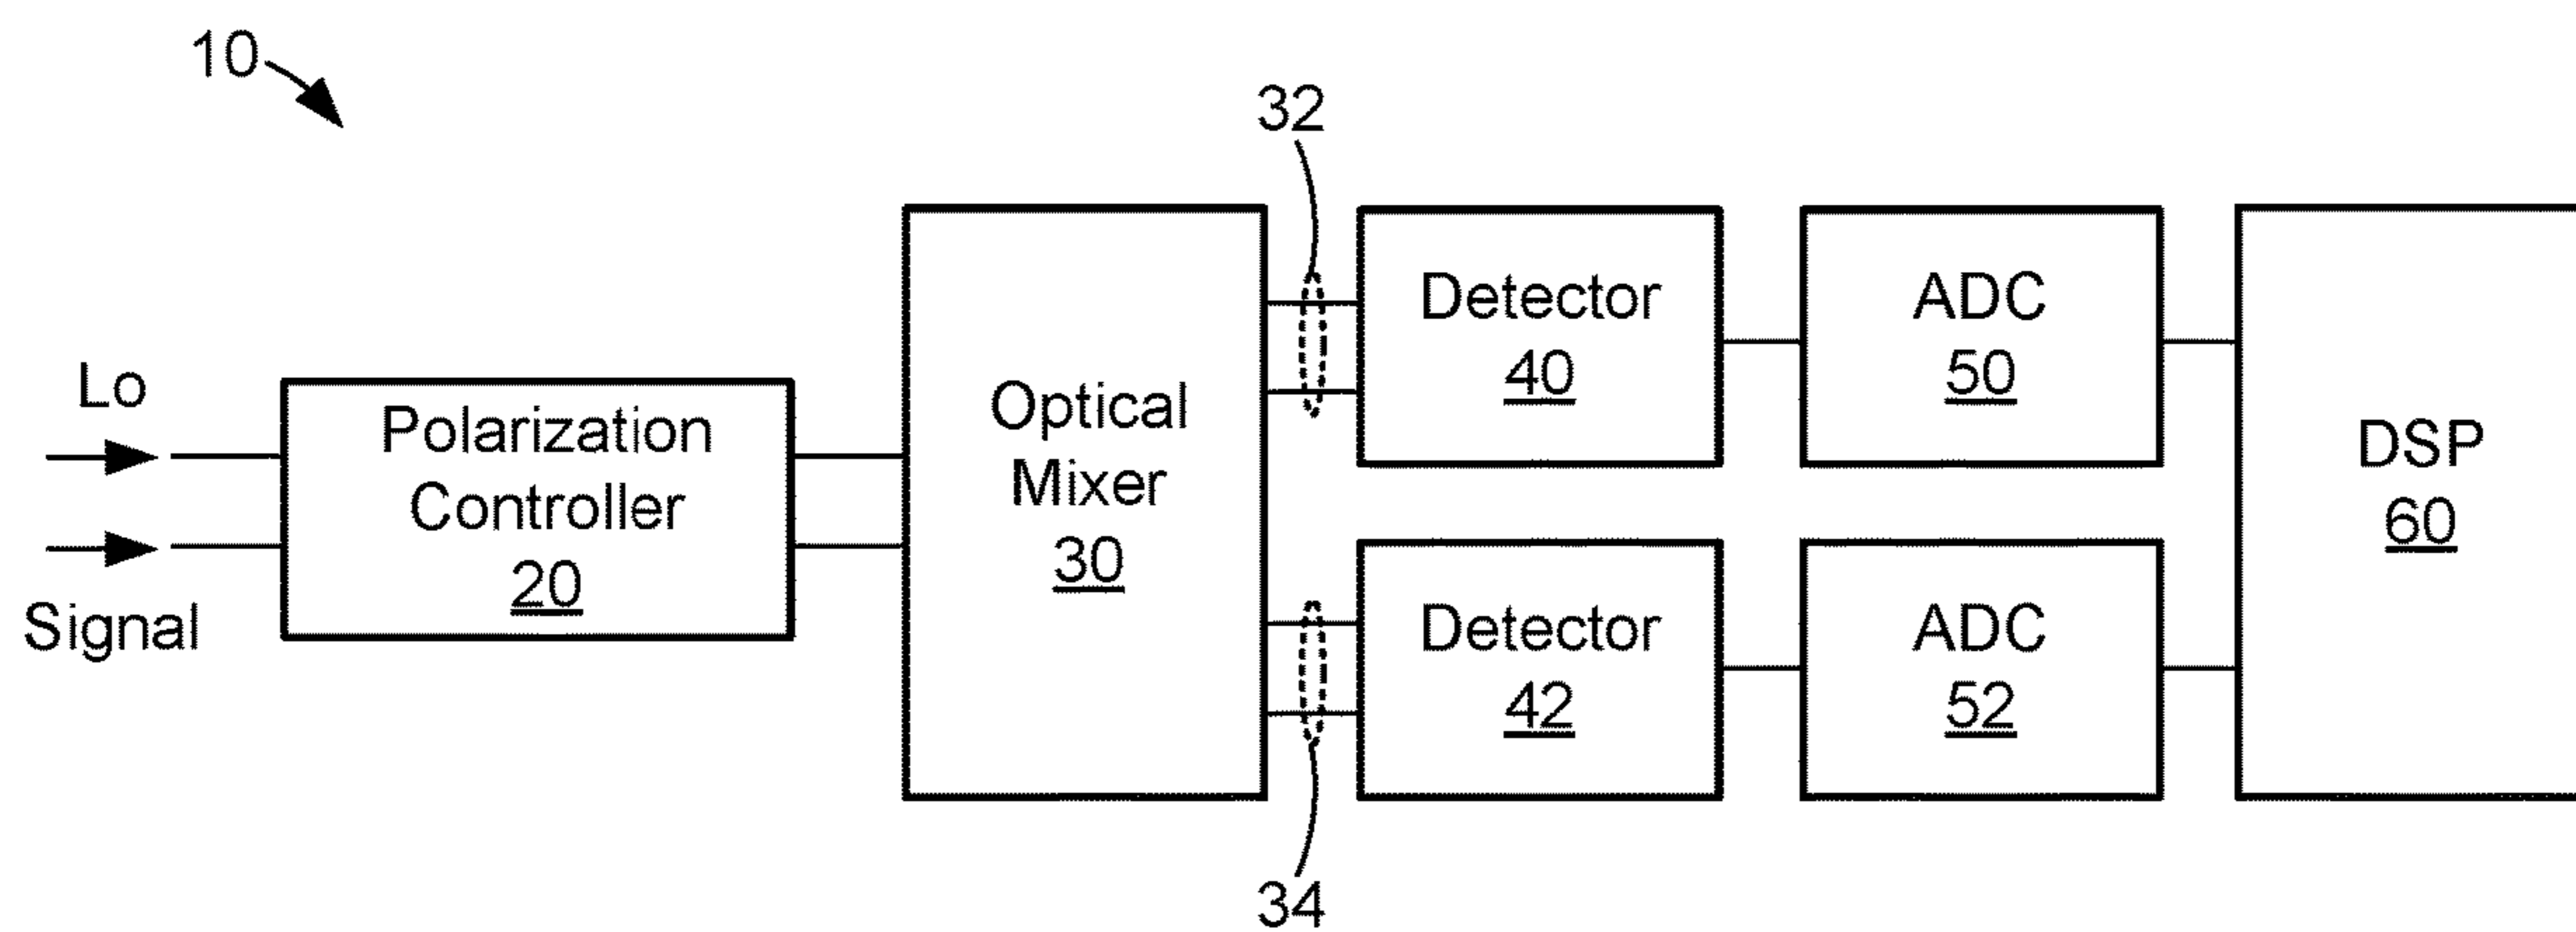 10
32
Lo
Signal
Polarization
Controller
20
Optical
Mixer
30
Detector
40
ADC
50
Detector
42
ADC
52
DSP
60
34